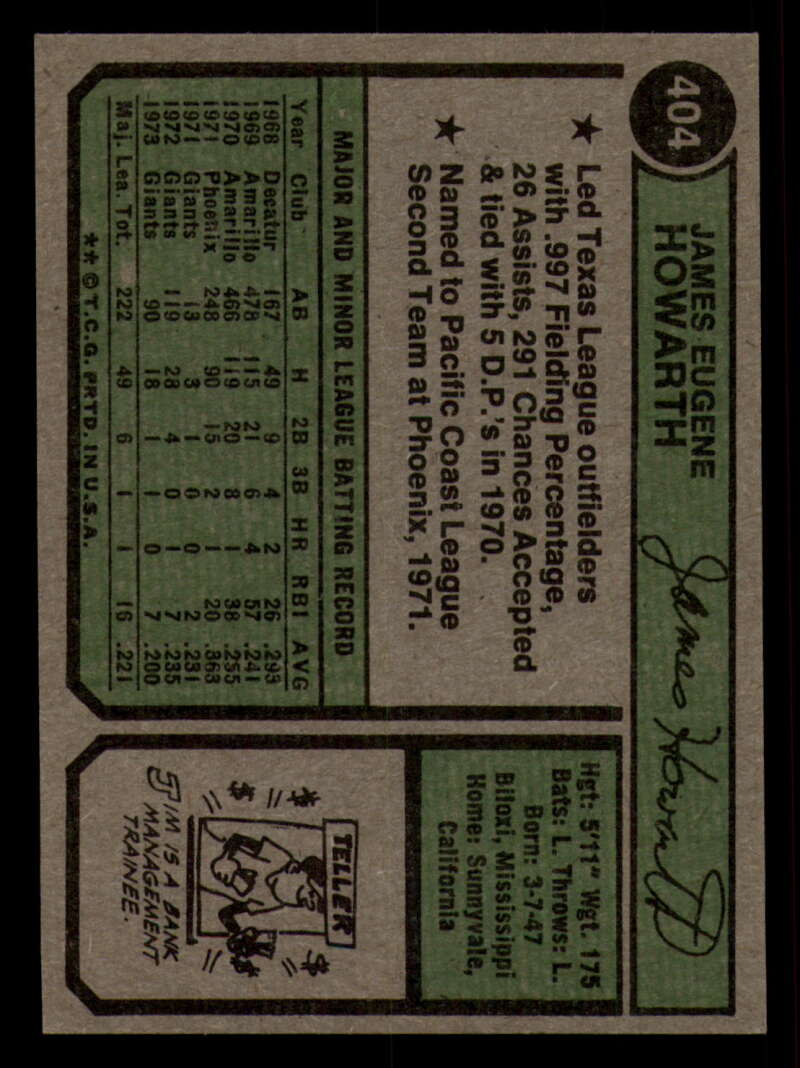 404
JAMES EUGENE
HOWARTH
James Howarth
★ Led Texas League outfielders
with .997 Fielding Percentage,
26 Assists, 291 Chances Accepted
& tied with 5 D.P.'s in 1970.
★ Named to Pacific Coast League
Second Team at Phoenix, 1971.
Hgt: 5'11" Wgt. 175
Bats: L. Throws: L.
Born: 3-7-47
Biloxi, Mississippi
Home: Sunnyvale,
California
MAJOR AND MINOR LEAGUE BATTING RECORD
Year Club AB H 2B 3B HR RBI AVG
1968 Decatur 167 49 9 4 2 26 .293
1969 Amarillo 478 115 21 6 4 57 .241
1970 Amarillo 466 119 20 8 1 38 .255
1971 Phoenix 248 90 15 2 1 20 .363
1971 Giants 13 3 1 0 0 2 .231
1972 Giants 119 28 4 0 1 7 .235
1973 Giants 90 18 1 1 0 7 .200
Maj. Lea. Tot. 222 49 6 1 1 16 .221
** © T.C.G. PRTD. IN U.S.A.
TELLER
$ $ $ $
JIM IS A BANK
MANAGEMENT
TRAINEE.